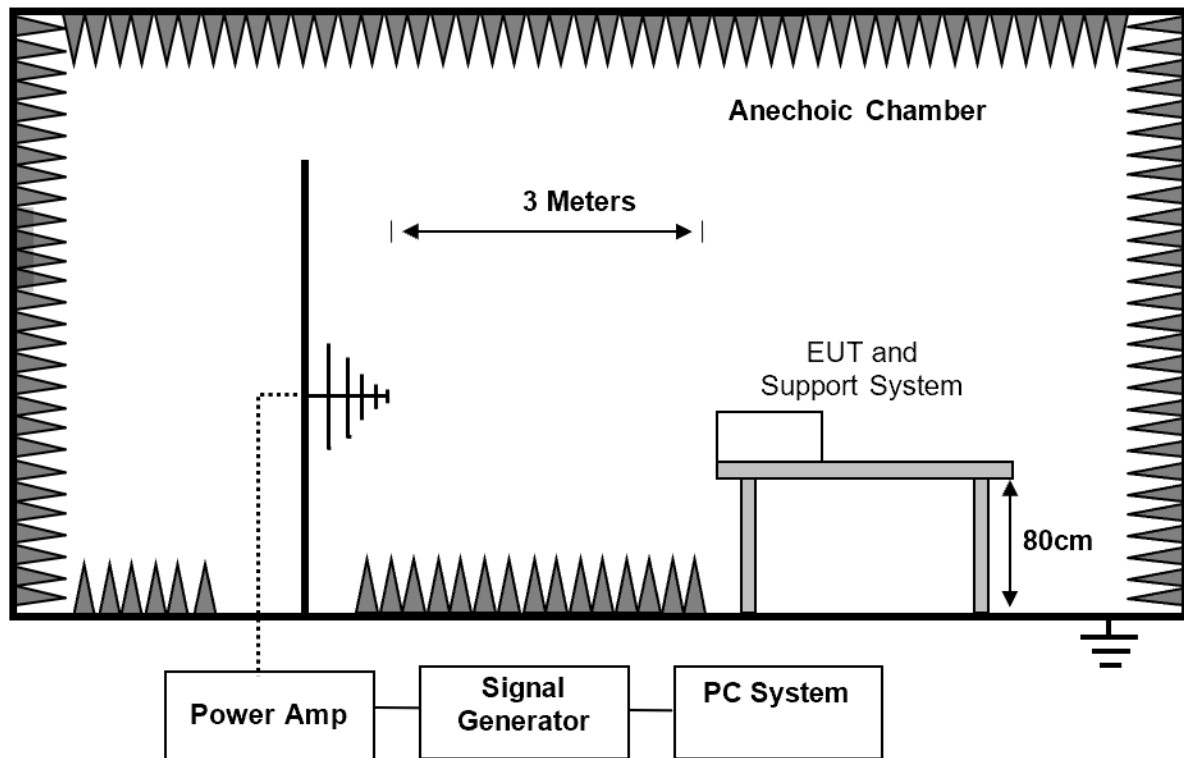 Anechoic Chamber
3 Meters
EUT and
Support System
80cm
Power Amp
Signal
Generator
PC System